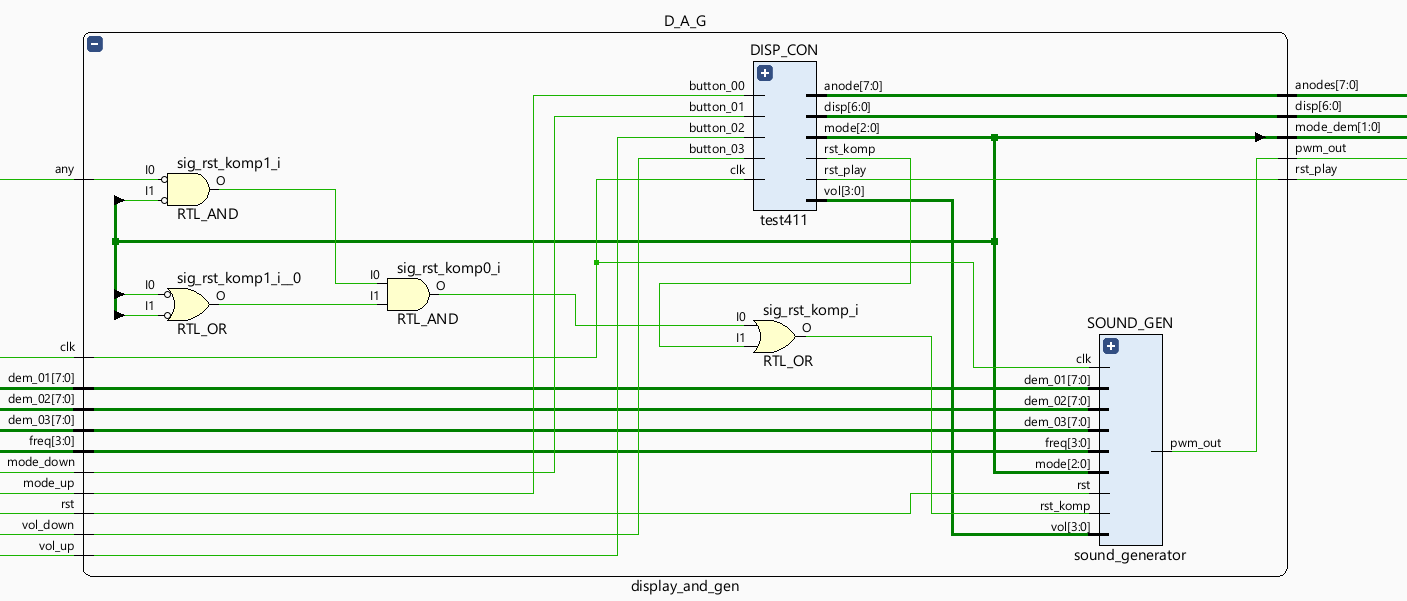 D_A_G
DISP_CON
button_00
button_01
button_02
button_03
clk
anode[7:0]
disp[6:0]
mode[2:0]
rst_komp
rst_play
vol[3:0]
test411
anodes[7:0]
disp[6:0]
mode_dem[1:0]
pwm_out
rst_play
any
sig_rst_komp1_i
I0
I1
O
RTL_AND
sig_rst_komp1_i__0
I0
I1
O
RTL_OR
sig_rst_komp0_i
I0
I1
O
RTL_AND
sig_rst_komp_i
I0
I1
O
RTL_OR
clk
dem_01[7:0]
dem_02[7:0]
dem_03[7:0]
freq[3:0]
mode_down
mode_up
rst
vol_down
vol_up
SOUND_GEN
clk
dem_01[7:0]
dem_02[7:0]
dem_03[7:0]
freq[3:0]
mode[2:0]
rst
rst_komp
vol[3:0]
pwm_out
sound_generator
display_and_gen